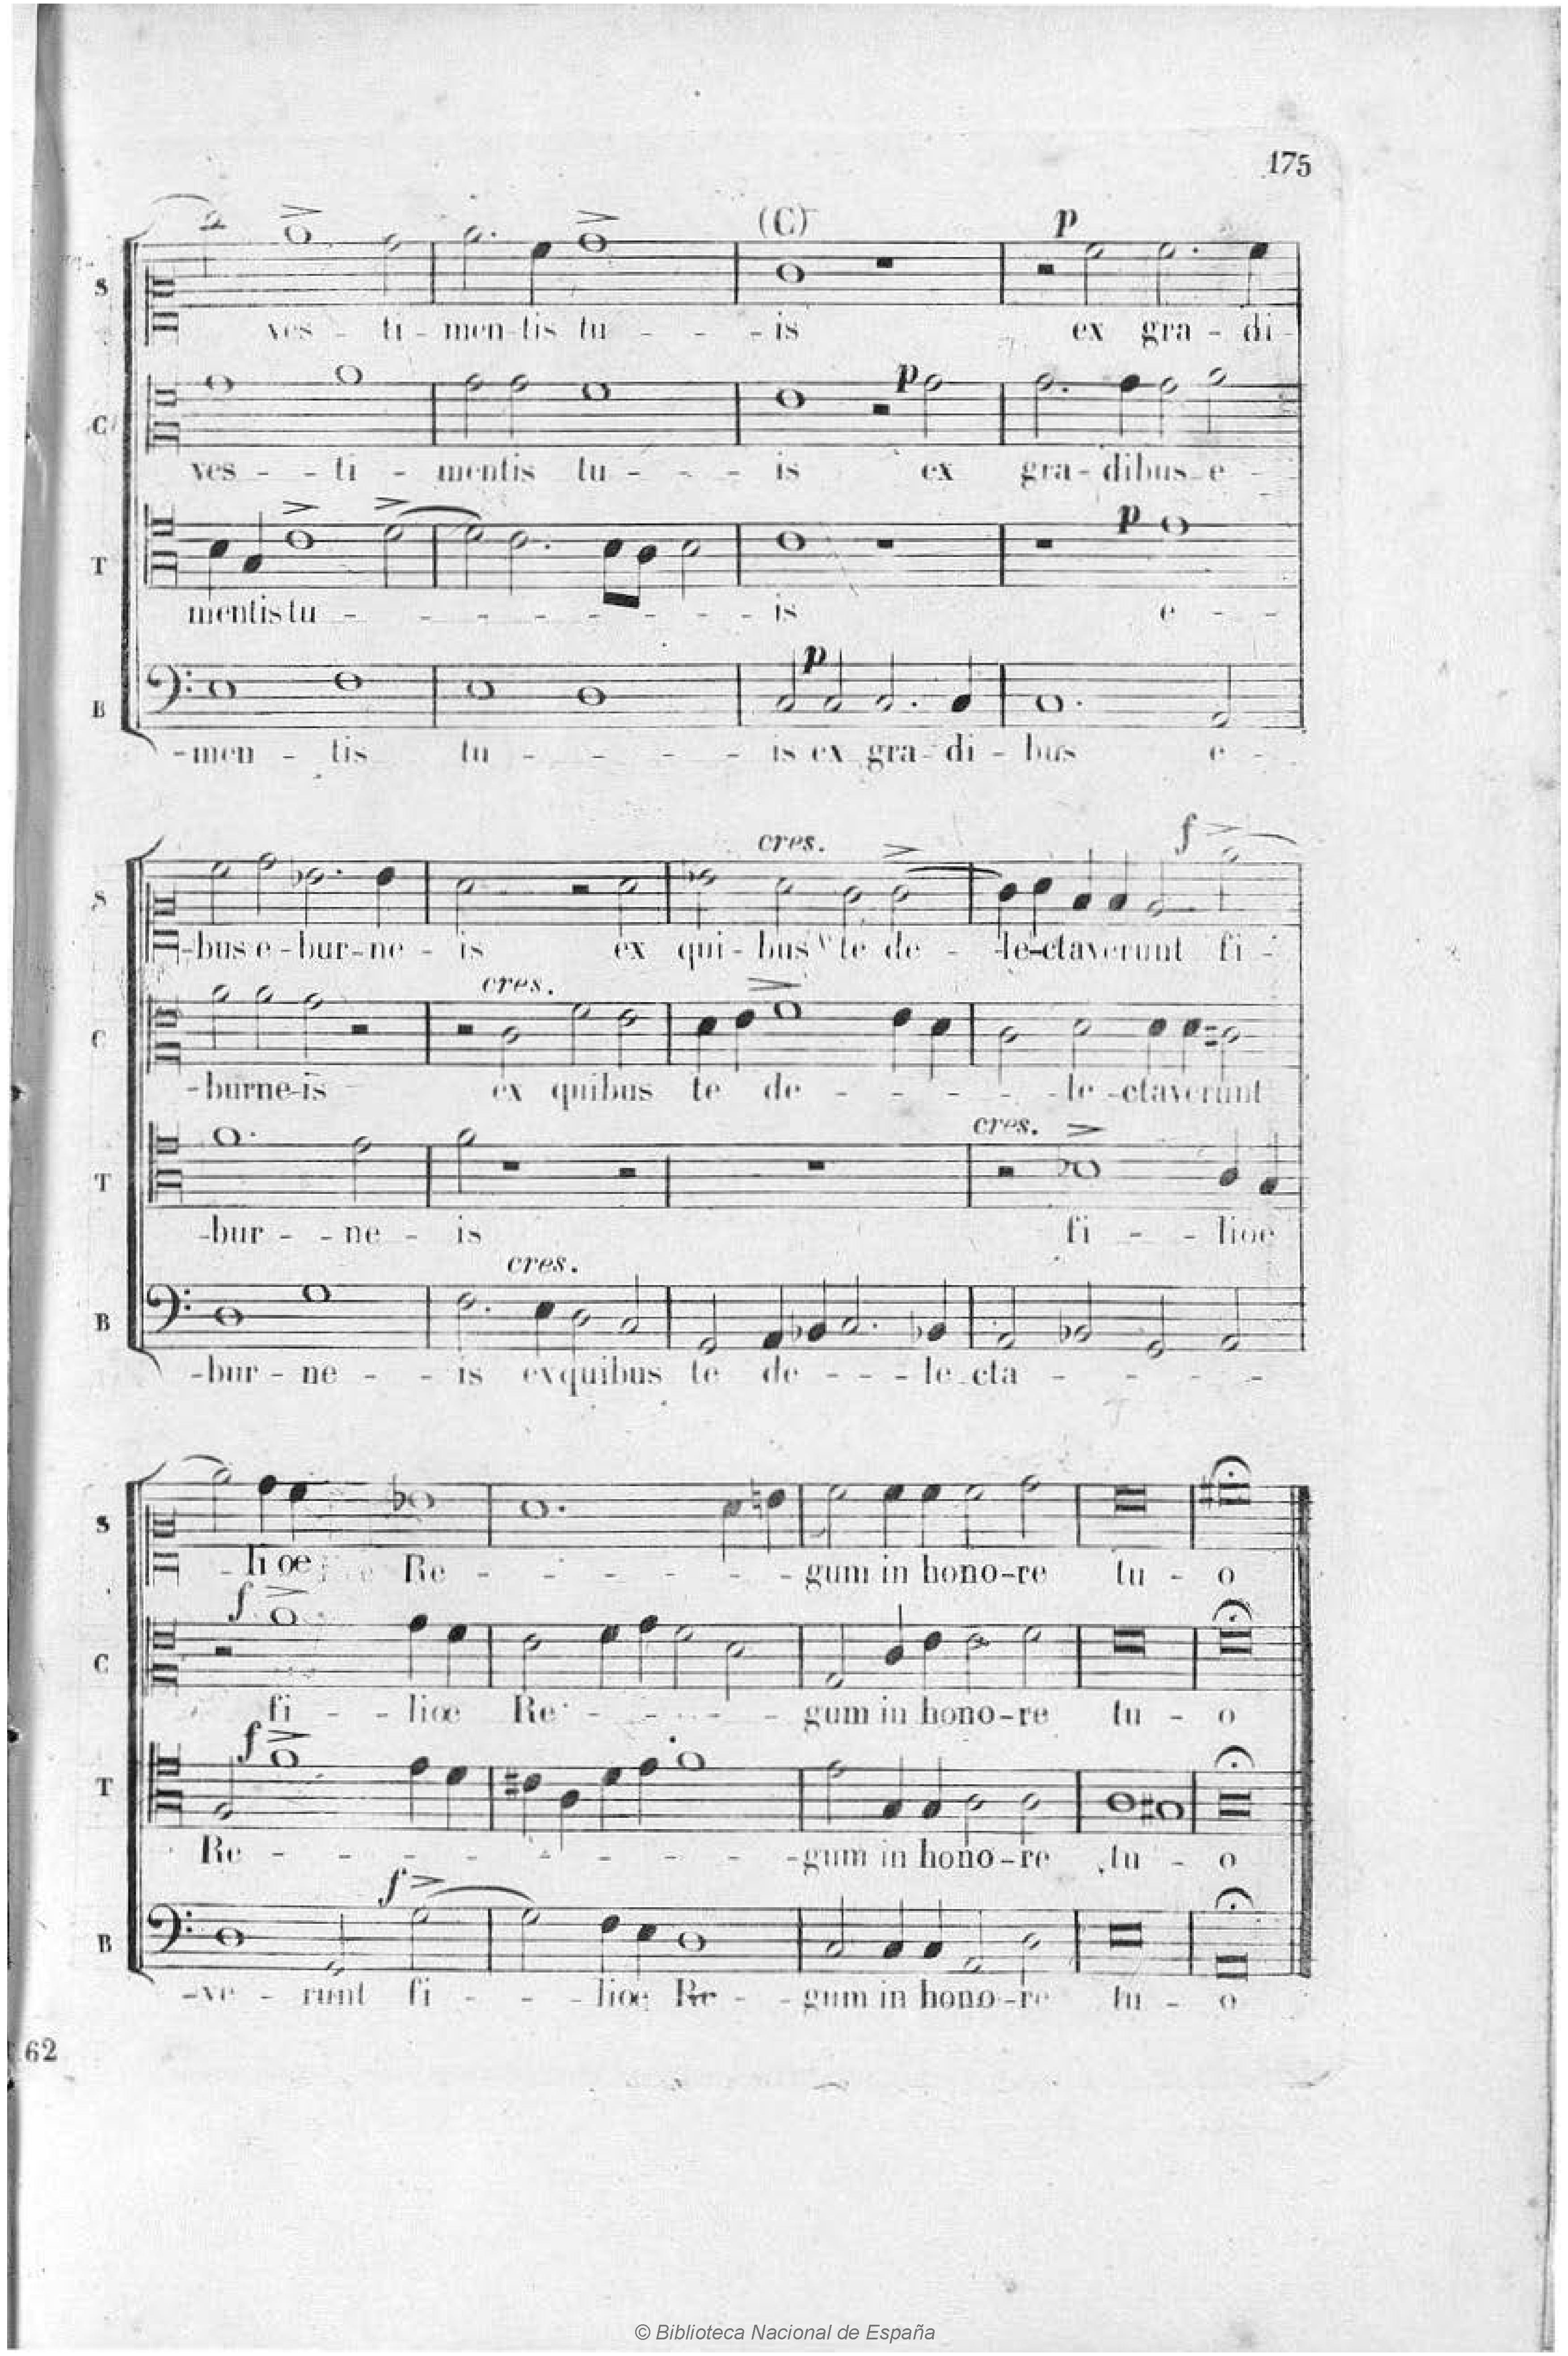 175
(C)
p
S
ves - ti - men-tis tu - - - is ex gra - di -
p
C
ves - - ti - mentis tu - - - is ex gra - dibus e -
p
T
mentis tu - - - - - - - is e - -
p
B
-men - tis tu - - - - is ex gra - di - bus e -
cres. f
S
-bus e-bur-ne - is ex qui - bus te de - -le-ctaverunt fi -
cres.
C
-burne-is ex quibus te de - - - - - le -ctaverunt
cres.
T
-bur - - ne - is fi - - lioe
cres.
B
-bur - ne - - is ex quibus te de - - - le - cta - - - -
S
- li oe Re - - - - - - gum in hono-re tu - o
f
C
fi - - lioe Re - - - - - gum in hono-re tu - o
f
T
Re - - - - - - - - -gum in hono-re tu - o
f
B
-ve - runt fi - - - lioe Re - - gum in hono-re tu - o
62
© Biblioteca Nacional de España